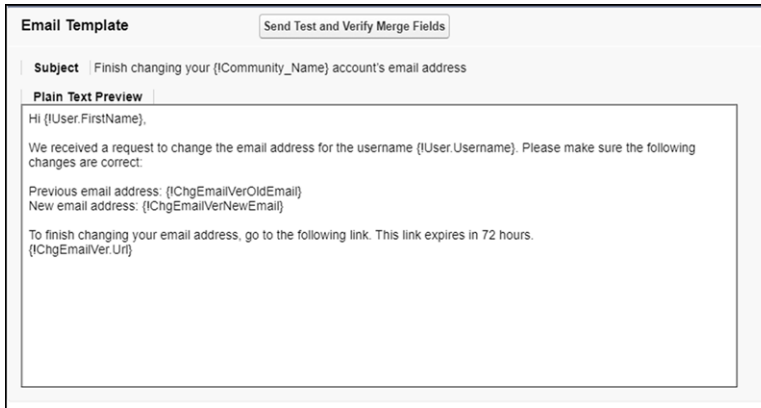 Email Template
Send Test and Verify Merge Fields
Subject Finish changing your {!Community_Name} account's email address
Plain Text Preview
Hi {!User.FirstName},
We received a request to change the email address for the username {!User.Username}. Please make sure the following
changes are correct:
Previous email address: {!ChgEmailVerOldEmail}
New email address: {!ChgEmailVerNewEmail}
To finish changing your email address, go to the following link. This link expires in 72 hours.
{!ChgEmailVer.Url}